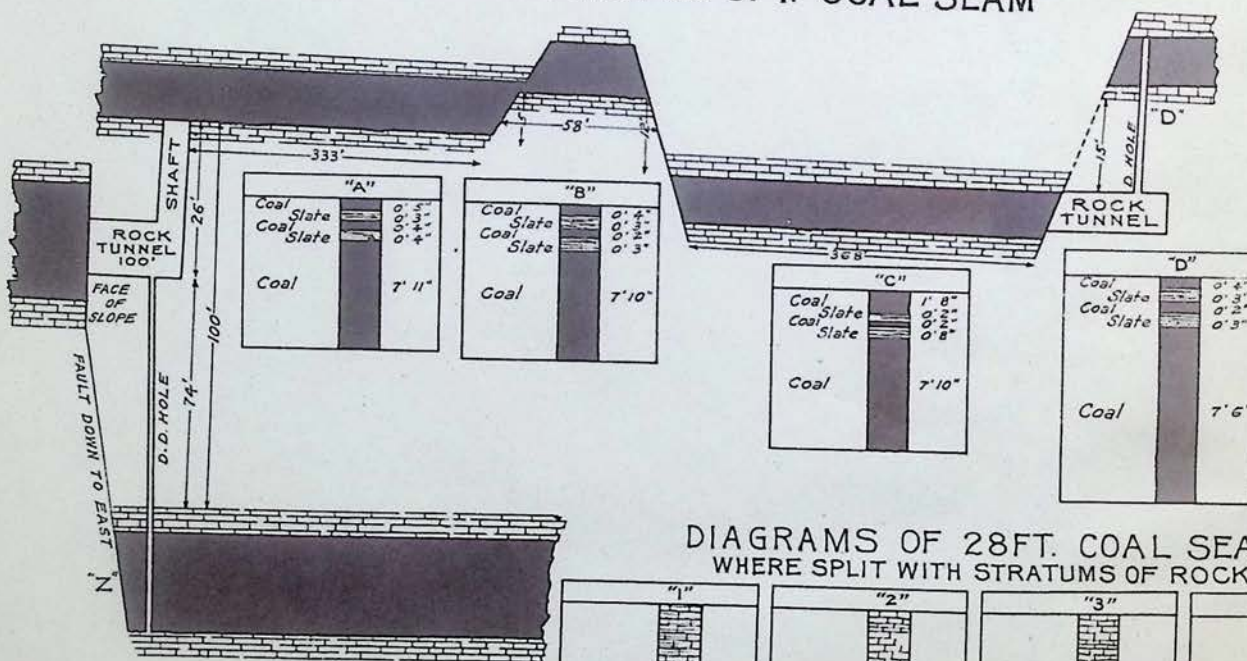 COAL SEAM
58'
333'
SHAFT
26'
ROCK
TUNNEL
100'
FACE
OF
SLOPE
100'
74'
D.D. HOLE
FAULT DOWN TO EAST "N"
"D"
15'
D. HOLE
ROCK
TUNNEL
368'
"A"
Coal 0' 5"
Slate 0' 3"
Coal 0' 4"
Slate 0' 4"
Coal 7' 11"
"B"
Coal 0' 4"
Slate
Coal 0' 2"
Slate 0' 3"
Coal 7' 10"
"C"
Coal 1' 8"
Slate 0' 2"
Coal 0' 2"
Slate 0' 8"
Coal 7' 10"
"D"
Coal 0' 4"
Slate 0' 3"
Coal 0' 2"
Slate 0' 3"
Coal 7' 6"
DIAGRAMS OF 28FT. COAL SEA
WHERE SPLIT WITH STRATUMS OF ROCK
"1"
"2"
"3"